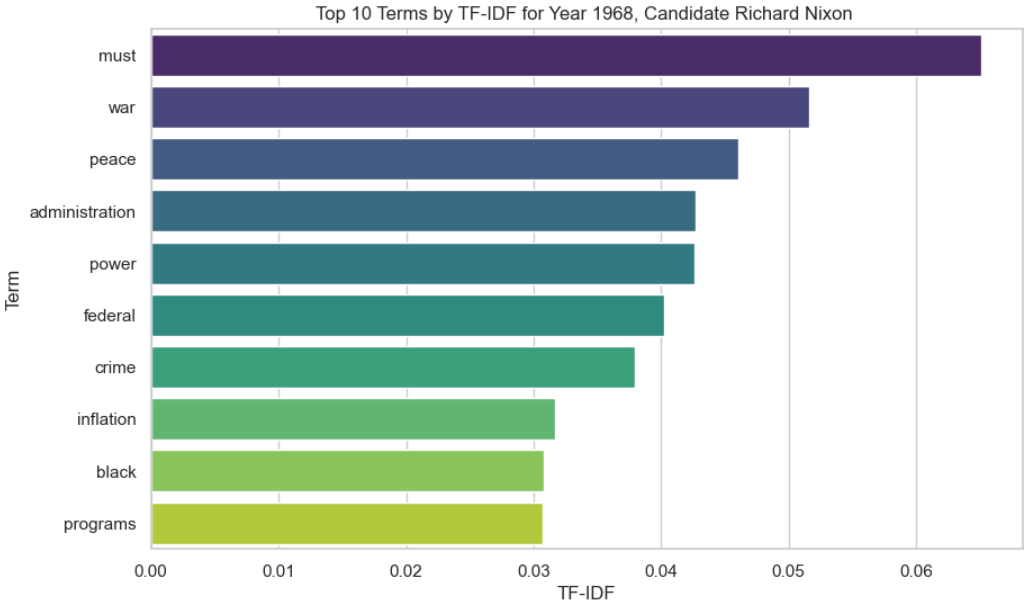 Top 10 Terms by TF-IDF for Year 1968, Candidate Richard Nixon
must
war
peace
administration
power
federal
crime
inflation
black
programs
Term
0.00 0.01 0.02 0.03 0.04 0.05 0.06
TF-IDF